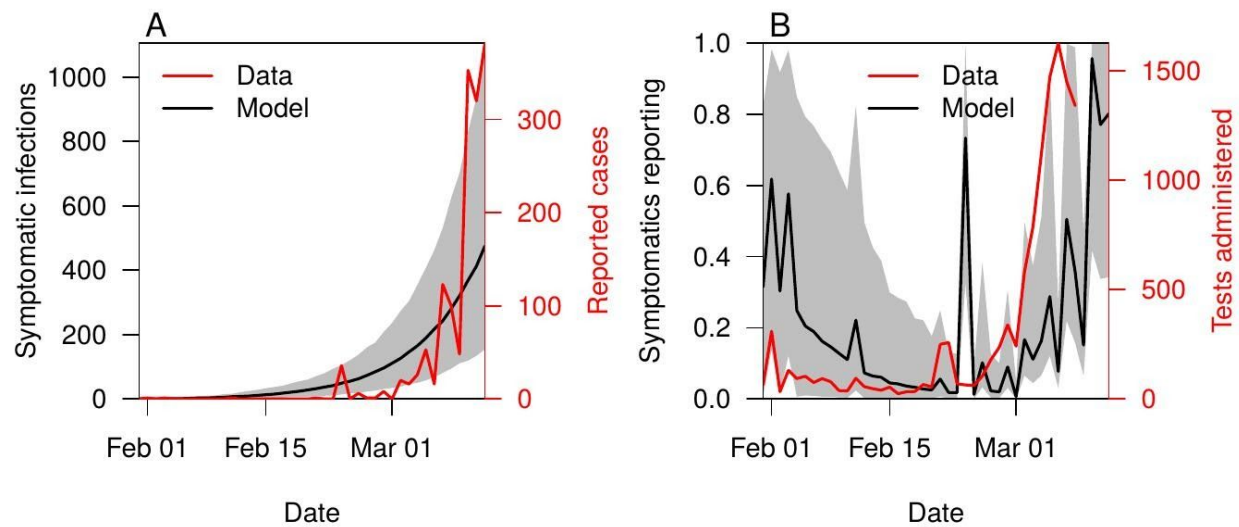 A
Data
Model
Symptomatic infections
1000
800
600
400
200
0
300
200
100
0
Reported cases
Feb 01
Feb 15
Mar 01
Date
B
Data
Model
Symptomatics reporting
1.0
0.8
0.6
0.4
0.2
0.0
1500
1000
500
0
Tests administered
Feb 01
Feb 15
Mar 01
Date